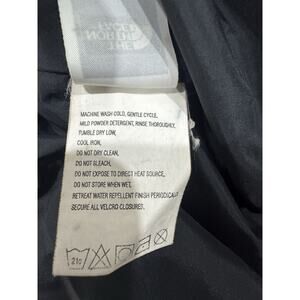 THE
NORTH
FACE
MACHINE WASH COLD, GENTLE CYCLE,
MILD POWDER DETERGENT, RINSE THOROUGHLY,
TUMBLE DRY LOW,
COOL IRON,
DO NOT DRY CLEAN,
DO NOT BLEACH,
DO NOT EXPOSE TO DIRECT HEAT SOURCE,
DO NOT STORE WHEN WET,
RETREAT WATER REPELLENT FINISH PERIODICALLY
SECURE ALL VELCRO CLOSURES.